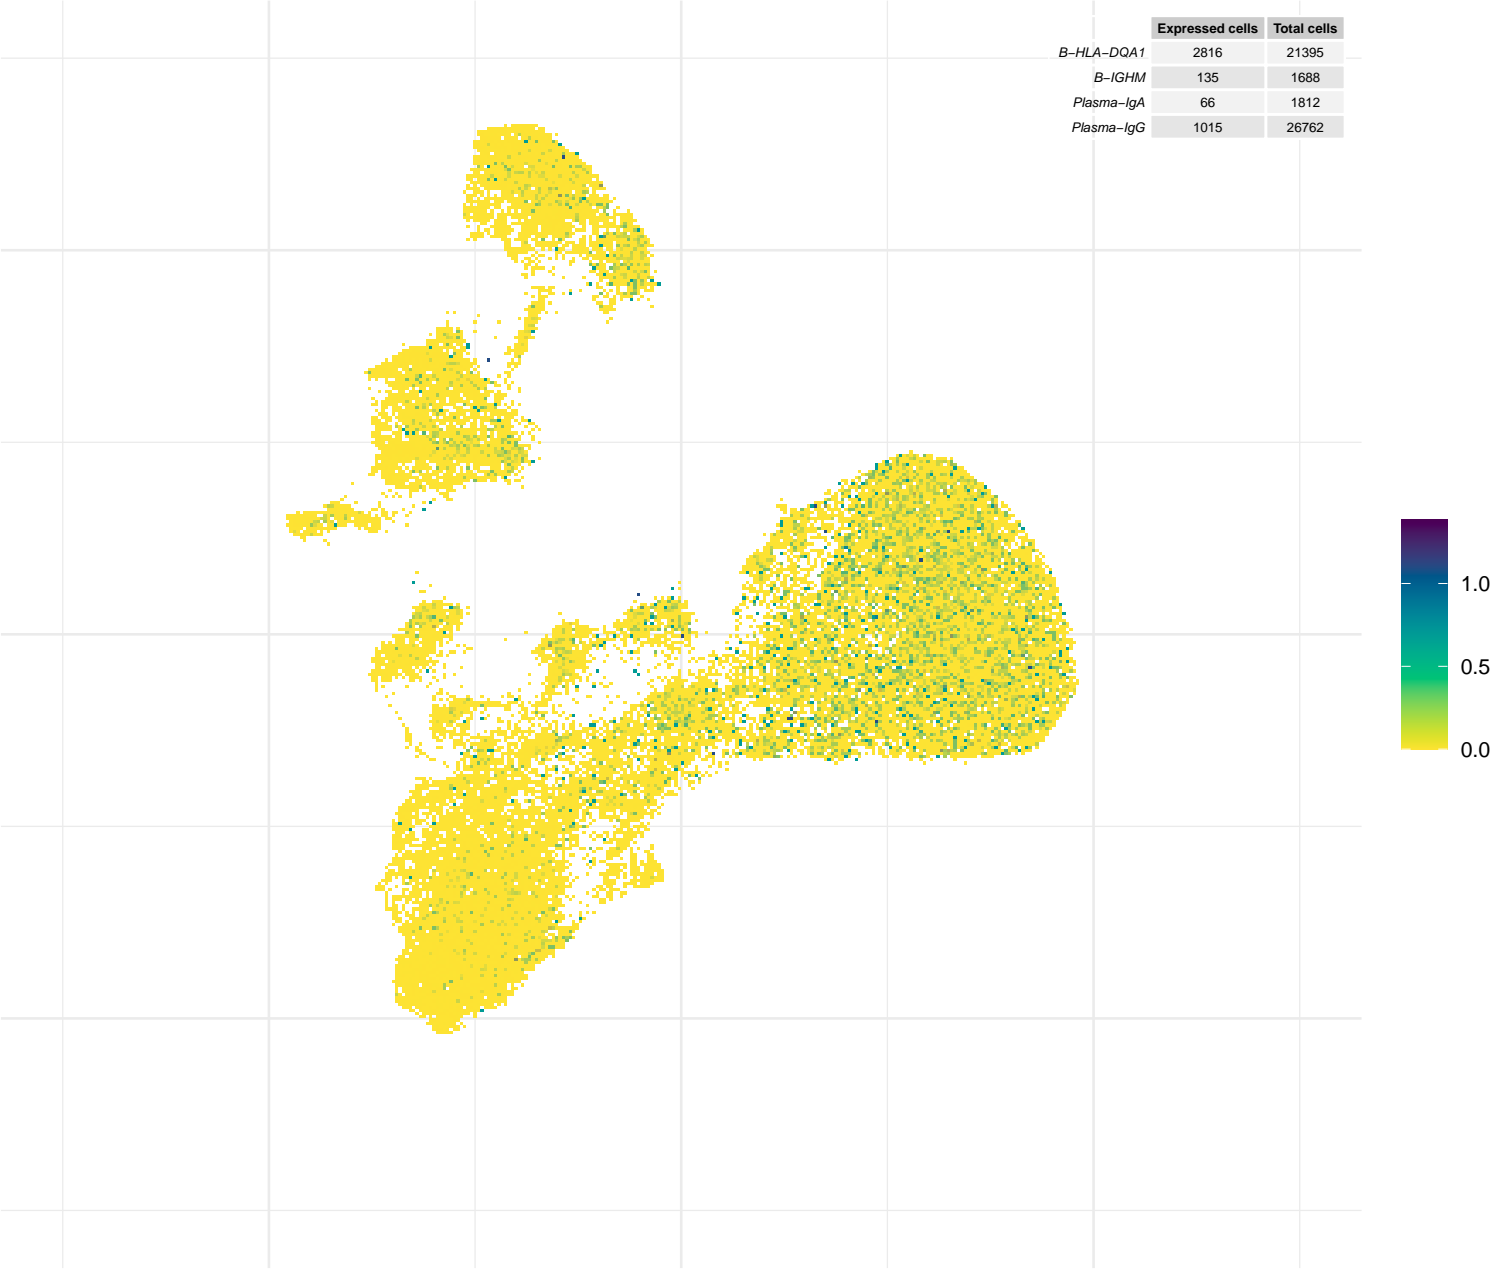 Expressed cells Total cells
B−HLA−DQA1 2816 21395
B−IGHM 135 1688
Plasma−IgA 66 1812
Plasma−IgG 1015 26762
1.0
0.5
0.0